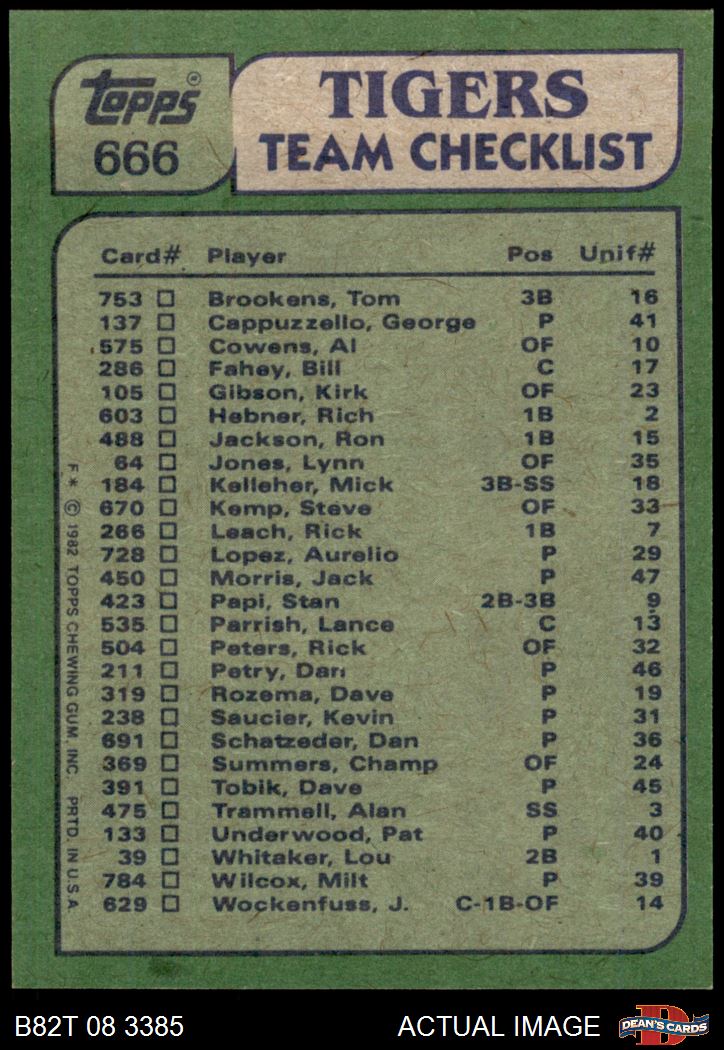 Topps®
666
TIGERS
TEAM CHECKLIST
Card# Player Pos Unif#
753 Brookens, Tom 3B 16
137 Cappuzzello, George P 41
575 Cowens, Al OF 10
286 Fahey, Bill C 17
105 Gibson, Kirk OF 23
603 Hebner, Rich 1B 2
488 Jackson, Ron 1B 15
64 Jones, Lynn OF 35
184 Kelleher, Mick 3B-SS 18
670 Kemp, Steve OF 33
266 Leach, Rick 1B 7
728 Lopez, Aurelio P 29
450 Morris, Jack P 47
423 Papi, Stan 2B-3B 9
535 Parrish, Lance C 13
504 Peters, Rick OF 32
211 Petry, Dan P 46
319 Rozema, Dave P 19
238 Saucier, Kevin P 31
691 Schatzeder, Dan P 36
369 Summers, Champ OF 24
391 Tobik, Dave P 45
475 Trammell, Alan SS 3
133 Underwood, Pat P 40
39 Whitaker, Lou 2B 1
784 Wilcox, Milt P 39
629 Wockenfuss, J. C-1B-OF 14
F * © 1982 TOPPS CHEWING GUM, INC. PRTD. IN U S A
B82T 08 3385 ACTUAL IMAGE
D
DEAN'S CARDS